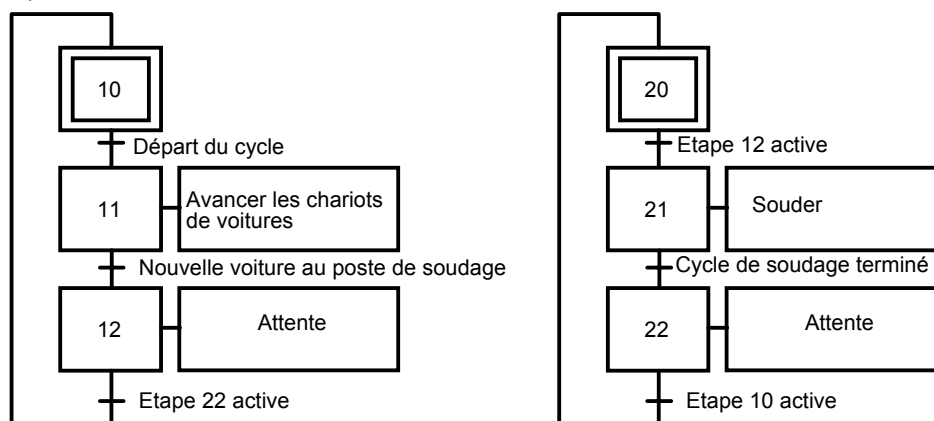 10
Départ du cycle
11
Avancer les chariots
de voitures
Nouvelle voiture au poste de soudage
12
Attente
Etape 22 active
20
Etape 12 active
21
Souder
Cycle de soudage terminé
22
Attente
Etape 10 active